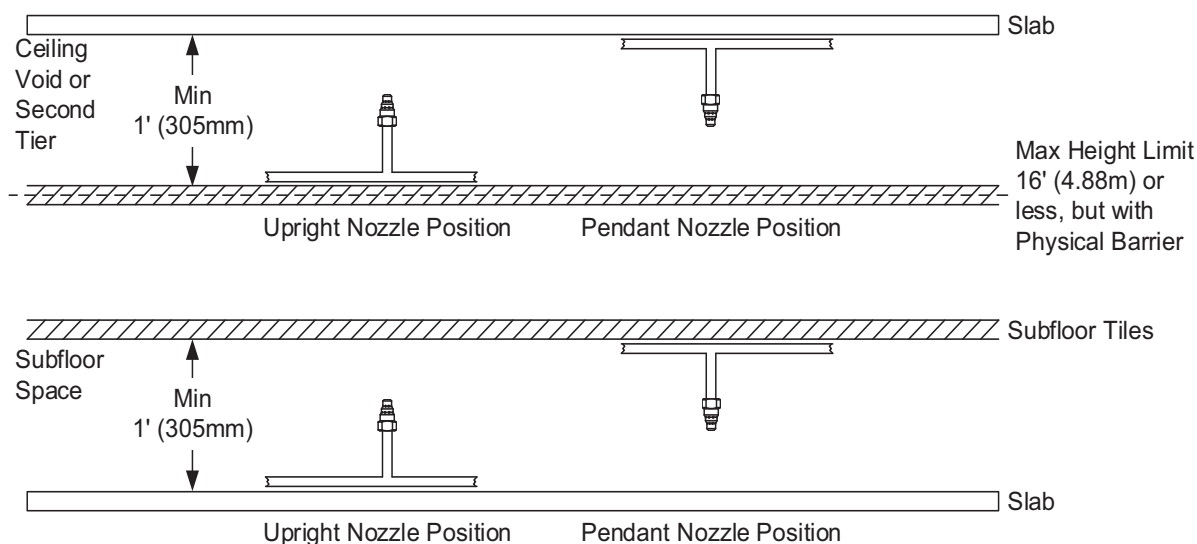 Slab
Ceiling
Void or
Second
Tier
Min
1' (305mm)
Max Height Limit
16' (4.88m) or
less, but with
Physical Barrier
Upright Nozzle Position
Pendant Nozzle Position
Subfloor Tiles
Subfloor
Space
Min
1' (305mm)
Slab
Upright Nozzle Position
Pendant Nozzle Position